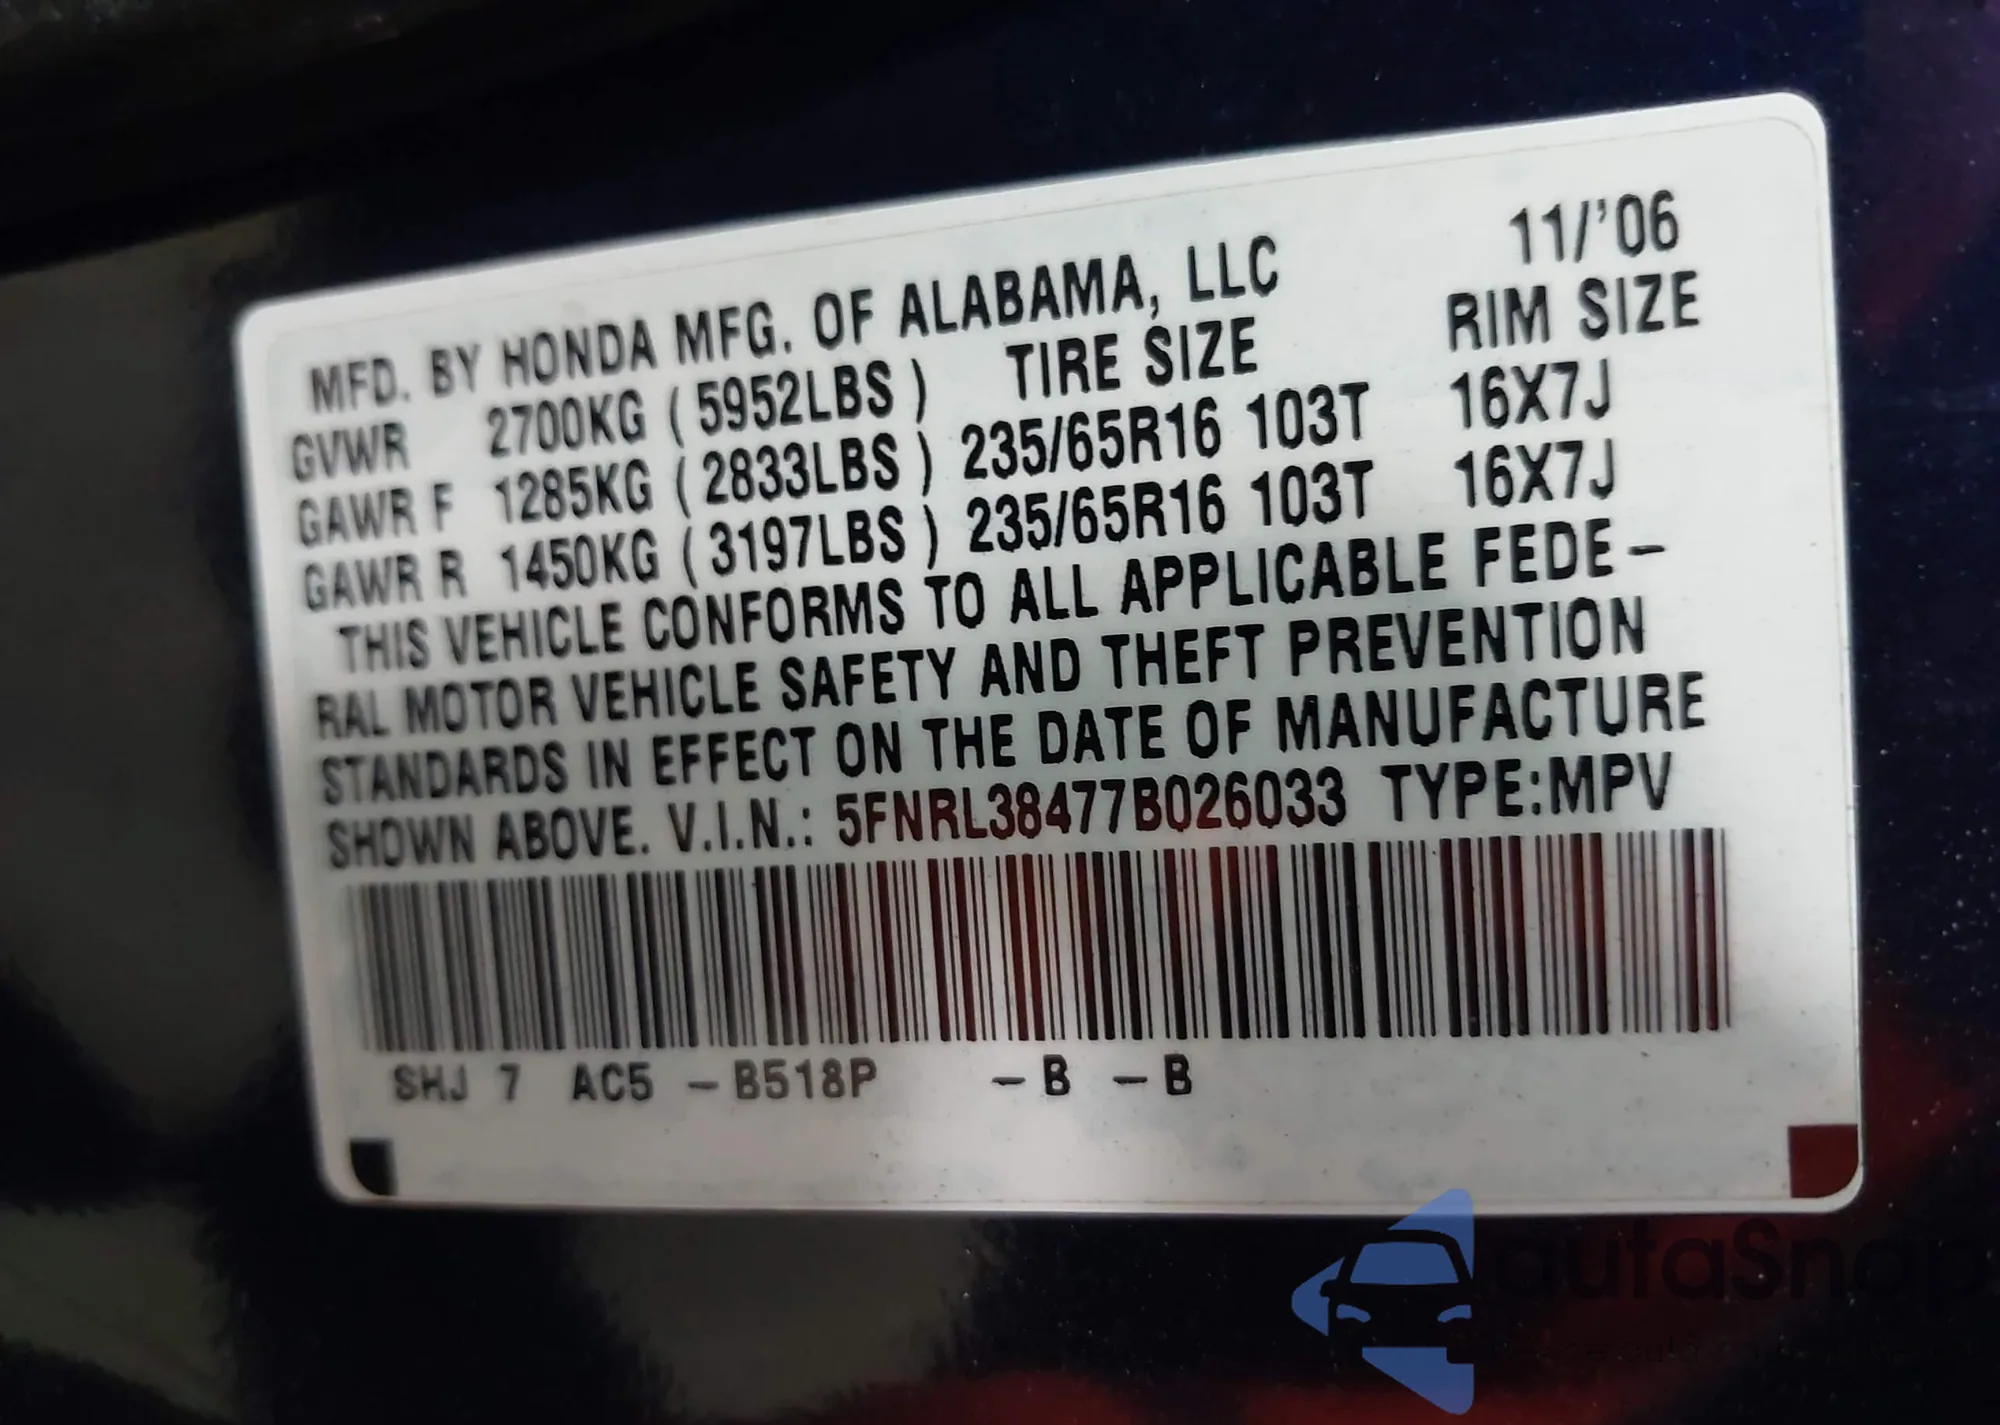 11/'06
MFD. BY HONDA MFG. OF ALABAMA, LLC
GVWR 2700KG ( 5952LBS ) TIRE SIZE RIM SIZE
GAWR F 1285KG ( 2833LBS ) 235/65R16 103T 16X7J
GAWR R 1450KG ( 3197LBS ) 235/65R16 103T 16X7J
THIS VEHICLE CONFORMS TO ALL APPLICABLE FEDE-
RAL MOTOR VEHICLE SAFETY AND THEFT PREVENTION
STANDARDS IN EFFECT ON THE DATE OF MANUFACTURE
SHOWN ABOVE. V.I.N.: 5FNRL38477B026033 TYPE:MPV
SHJ 7 AC5 -B518P -B -B
autaSnap